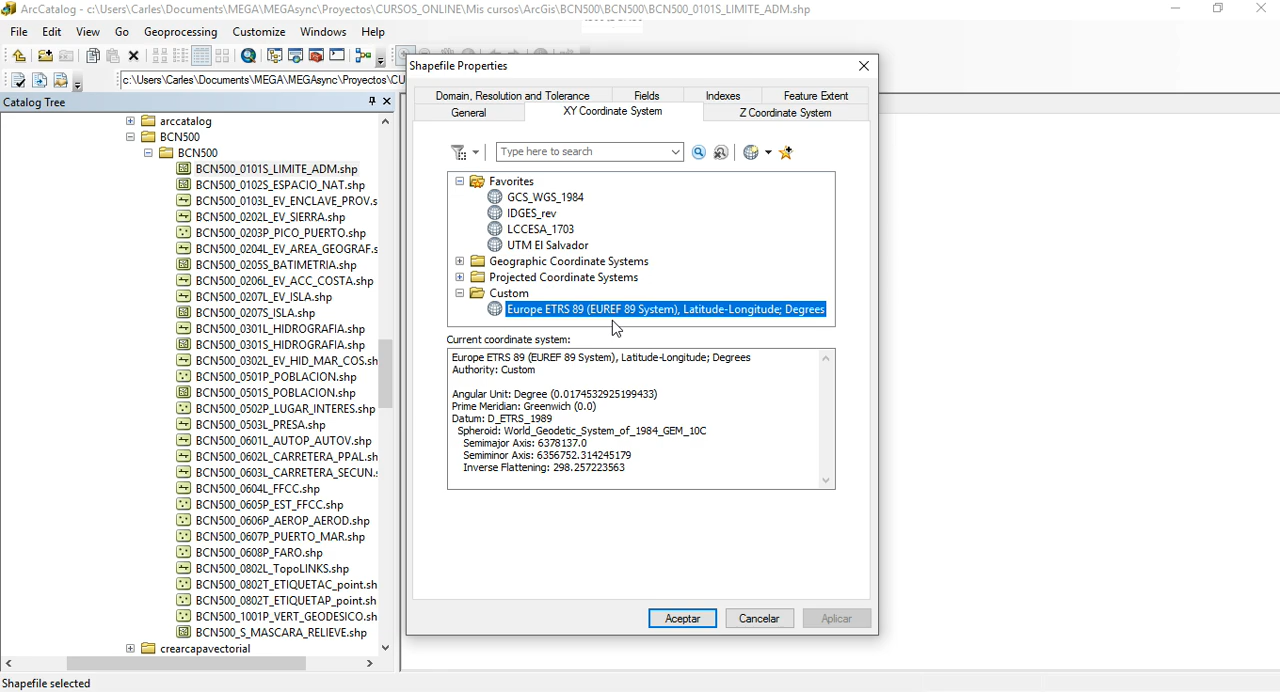 ArcCatalog - c:\Users\Carles\Documents\MEGA\MEGAsync\Proyectos\CURSOS_ONLINE\Mis cursos\ArcGis\BCN500\BCN500\BCN500_0101S_LIMITE_ADM.shp
File Edit View Go Geoprocessing Customize Windows Help
c:\Users\Carles\Documents\MEGA\MEGAsync\Proyectos\CU
Catalog Tree
arccatalog
BCN500
BCN500
BCN500_0101S_LIMITE_ADM.shp
BCN500_0102S_ESPACIO_NAT.shp
BCN500_0103L_EV_ENCLAVE_PROV.s
BCN500_0202L_EV_SIERRA.shp
BCN500_0203P_PICO_PUERTO.shp
BCN500_0204L_EV_AREA_GEOGRAF.s
BCN500_0205S_BATIMETRIA.shp
BCN500_0206L_EV_ACC_COSTA.shp
BCN500_0207L_EV_ISLA.shp
BCN500_0207S_ISLA.shp
BCN500_0301L_HIDROGRAFIA.shp
BCN500_0301S_HIDROGRAFIA.shp
BCN500_0302L_EV_HID_MAR_COS.sh
BCN500_0501P_POBLACION.shp
BCN500_0501S_POBLACION.shp
BCN500_0502P_LUGAR_INTERES.shp
BCN500_0503L_PRESA.shp
BCN500_0601L_AUTOP_AUTOV.shp
BCN500_0602L_CARRETERA_PPAL.sh
BCN500_0603L_CARRETERA_SECUN.s
BCN500_0604L_FFCC.shp
BCN500_0605P_EST_FFCC.shp
BCN500_0606P_AEROP_AEROD.shp
BCN500_0607P_PUERTO_MAR.shp
BCN500_0608P_FARO.shp
BCN500_0802L_TopoLINKS.shp
BCN500_0802T_ETIQUETAC_point.sh
BCN500_0802T_ETIQUETAP_point.sh
BCN500_1001P_VERT_GEODESICO.sh
BCN500_S_MASCARA_RELIEVE.shp
crearcapavectorial
Shapefile selected
Shapefile Properties
Domain, Resolution and Tolerance Fields Indexes Feature Extent
General XY Coordinate System Z Coordinate System
Type here to search
Favorites
GCS_WGS_1984
IDGES_rev
LCCESA_1703
UTM El Salvador
Geographic Coordinate Systems
Projected Coordinate Systems
Custom
Europe ETRS 89 (EUREF 89 System), Latitude-Longitude; Degrees
Current coordinate system:
Europe ETRS 89 (EUREF 89 System), Latitude-Longitude; Degrees
Authority: Custom
Angular Unit: Degree (0.0174532925199433)
Prime Meridian: Greenwich (0.0)
Datum: D_ETRS_1989
Spheroid: World_Geodetic_System_of_1984_GEM_10C
Semimajor Axis: 6378137.0
Semiminor Axis: 6356752.314245179
Inverse Flattening: 298.257223563
Aceptar Cancelar Aplicar